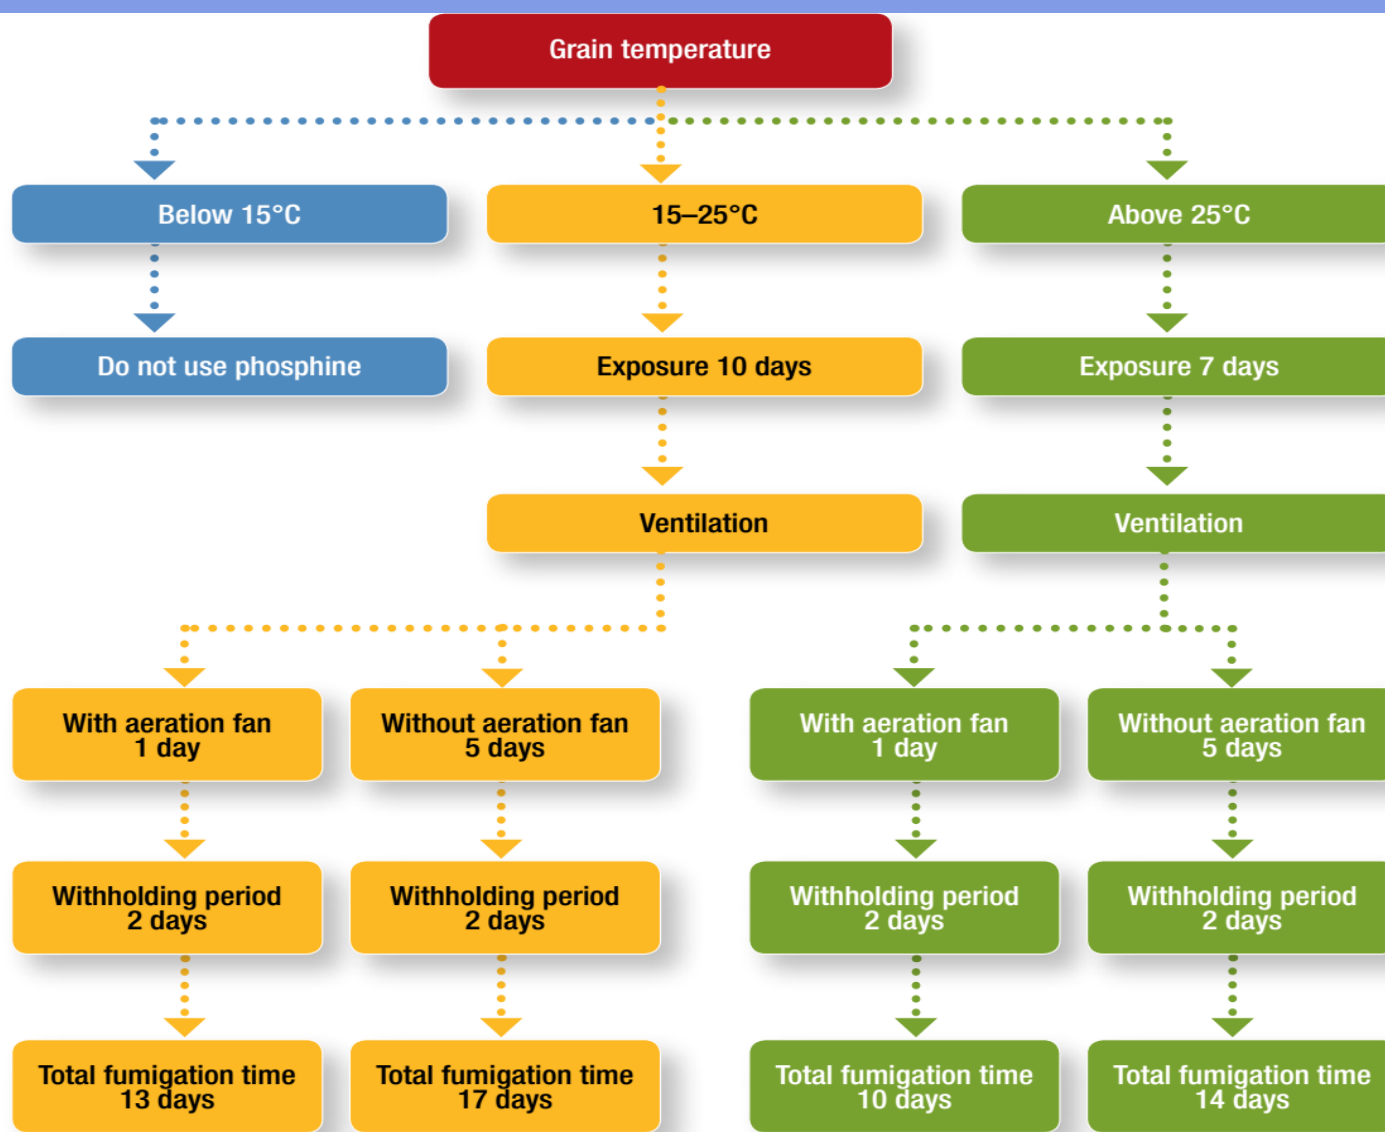 Grain temperature
Below 15°C
15–25°C
Above 25°C
Do not use phosphine
Exposure 10 days
Exposure 7 days
Ventilation
Ventilation
With aeration fan
1 day
Without aeration fan
5 days
With aeration fan
1 day
Without aeration fan
5 days
Withholding period
2 days
Withholding period
2 days
Withholding period
2 days
Withholding period
2 days
Total fumigation time
13 days
Total fumigation time
17 days
Total fumigation time
10 days
Total fumigation time
14 days